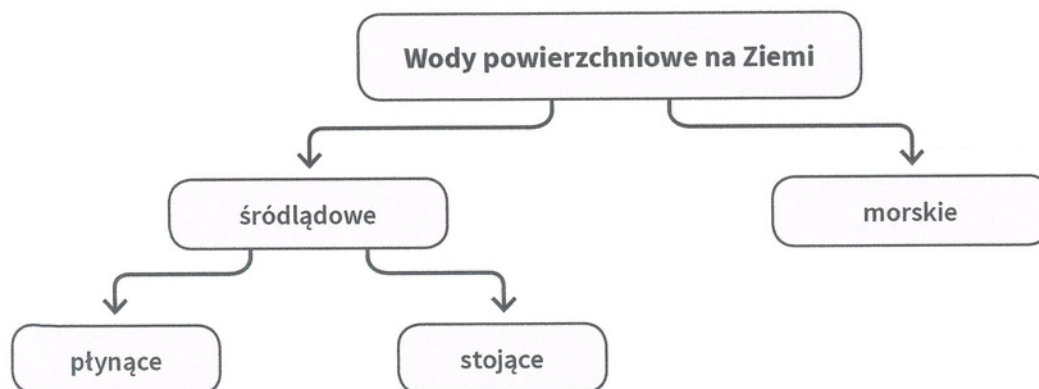 Wody powierzchniowe na Ziemi
śródlądowe
morskie
płynące
stojące